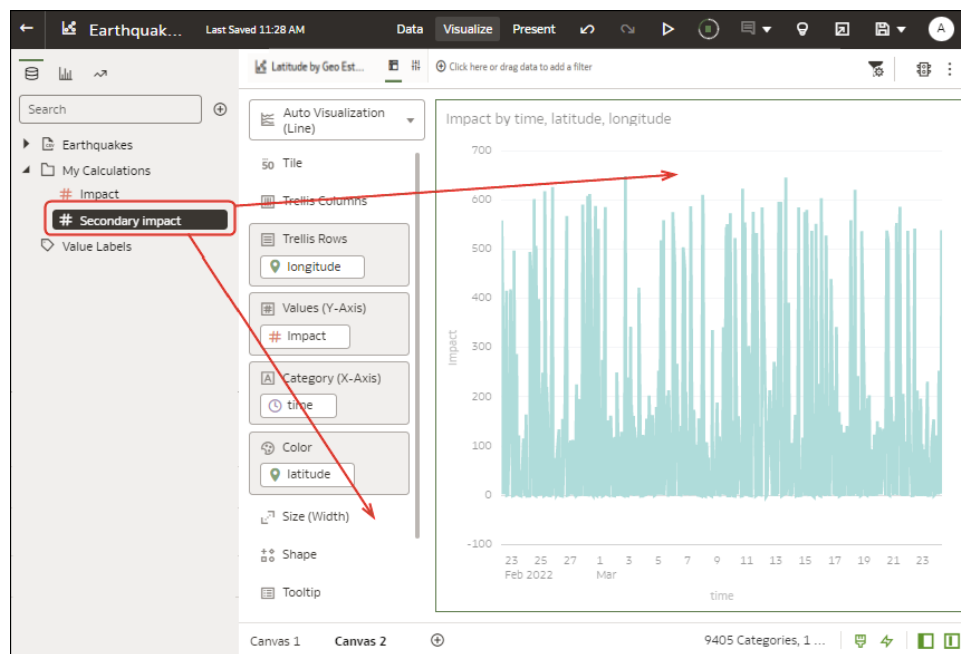 Earthquak...
Last Saved 11:28 AM
Data
Visualize
Present
A
Search
Earthquakes
My Calculations
# Impact
# Secondary impact
Value Labels
Latitude by Geo Est...
Click here or drag data to add a filter
Auto Visualization
(Line)
50 Tile
Trellis Columns
Trellis Rows
longitude
# Values (Y-Axis)
# Impact
A Category (X-Axis)
time
Color
latitude
Size (Width)
Shape
Tooltip
Impact by time, latitude, longitude
700
600
500
400
300
200
100
0
-100
Impact
23 25 27 1 3 5 7 9 11 13 15 17 19 21 23
Feb 2022 Mar
time
Canvas 1
Canvas 2
9405 Categories, 1 ...